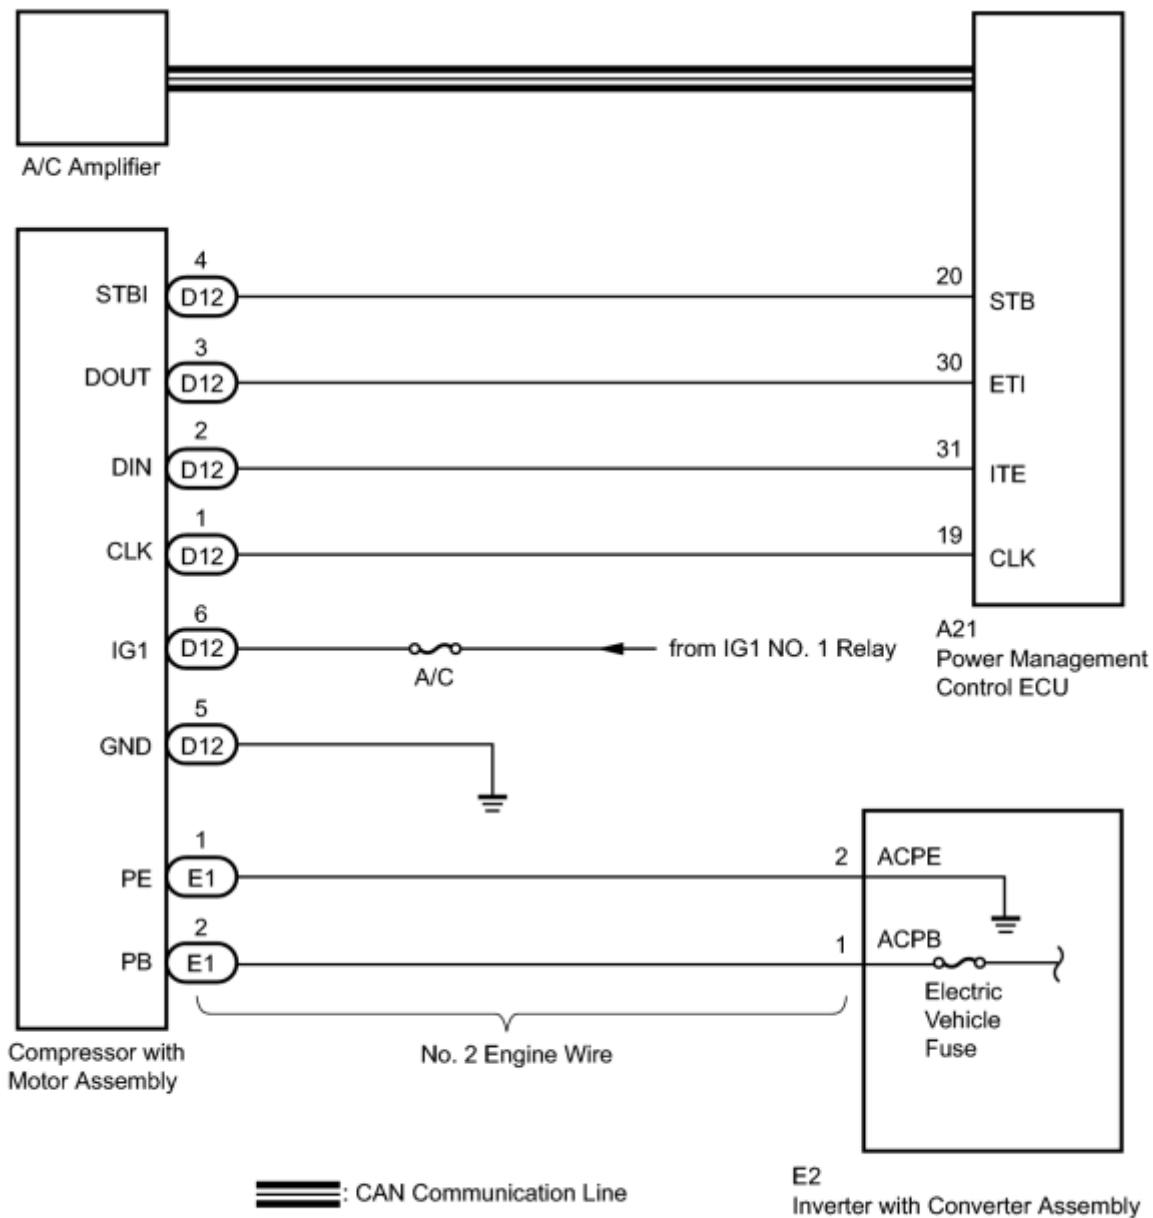 A/C Amplifier
4
STBI D12
20
STB
3
DOUT D12
30
ETI
2
DIN D12
31
ITE
1
CLK D12
19
CLK
6
IG1 D12
A/C
from IG1 NO. 1 Relay
A21
Power Management
Control ECU
5
GND D12
1
PE E1
2 ACPE
2
PB E1
1 ACPB
Electric
Vehicle
Fuse
Compressor with
Motor Assembly
No. 2 Engine Wire
: CAN Communication Line
E2
Inverter with Converter Assembly